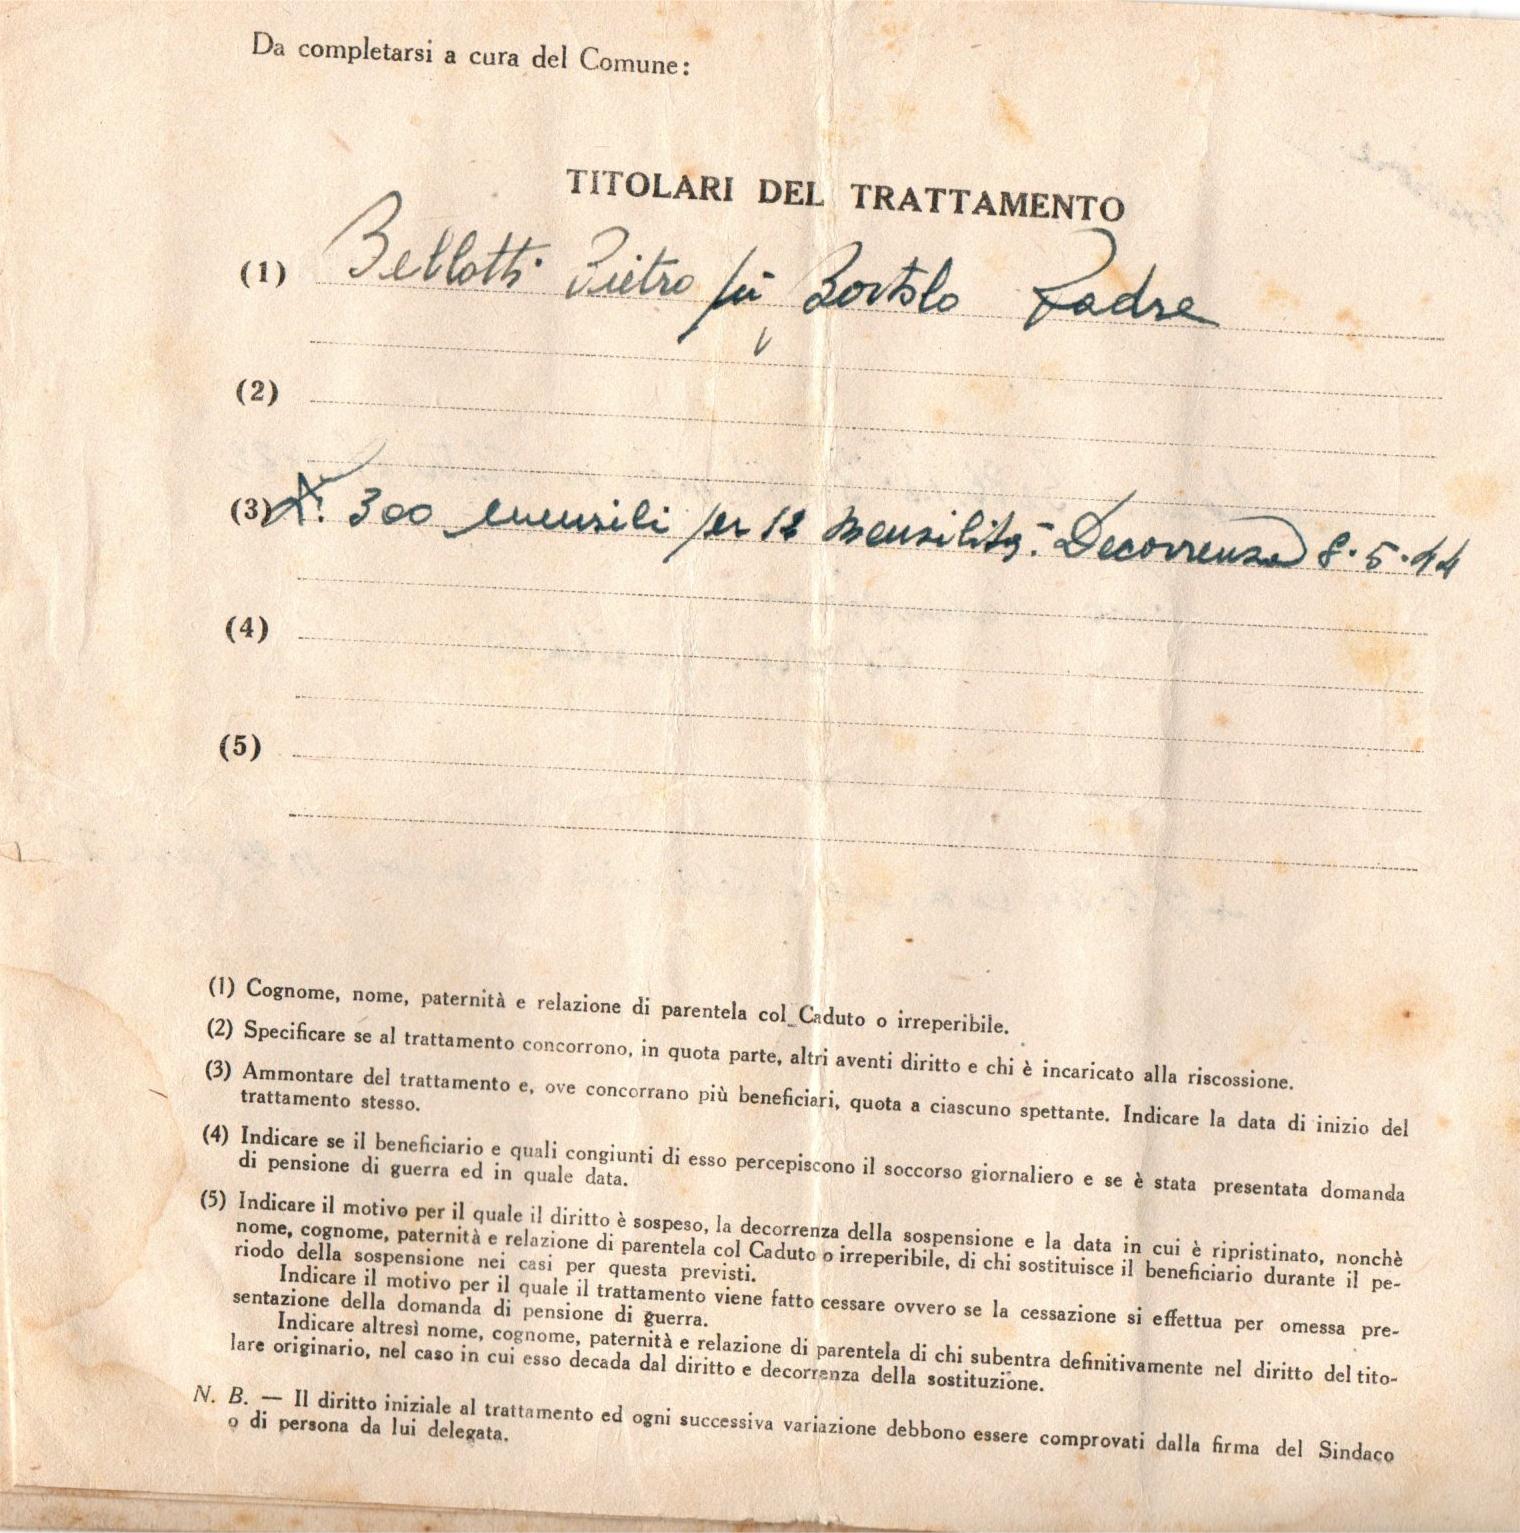 Da completarsi a cura del Comune:
TITOLARI DEL TRATTAMENTO
(1) Bellotti Pietro fu Bortolo Padre
(2)
(3) £. 300 mensili per 12 mensilità - Decorrenza 8.5.44
(4)
(5)
(1) Cognome, nome, paternità e relazione di parentela col Caduto o irreperibile.
(2) Specificare se al trattamento concorrono, in quota parte, altri aventi diritto e chi è incaricato alla riscossione.
(3) Ammontare del trattamento e, ove concorrano più beneficiari, quota a ciascuno spettante. Indicare la data di inizio del
trattamento stesso.
(4) Indicare se il beneficiario e quali congiunti di esso percepiscono il soccorso giornaliero e se è stata presentata domanda
di pensione di guerra ed in quale data.
(5) Indicare il motivo per il quale il diritto è sospeso, la decorrenza della sospensione e la data in cui è ripristinato, nonchè
nome, cognome, paternità e relazione di parentela col Caduto o irreperibile, di chi sostituisce il beneficiario durante il pe-
riodo della sospensione nei casi per questa previsti.
Indicare il motivo per il quale il trattamento viene fatto cessare ovvero se la cessazione si effettua per omessa pre-
sentazione della domanda di pensione di guerra.
Indicare altresì nome, cognome, paternità e relazione di parentela di chi subentra definitivamente nel diritto del tito-
lare originario, nel caso in cui esso decada dal diritto e decorrenza della sostituzione.
N. B. — Il diritto iniziale al trattamento ed ogni successiva variazione debbono essere comprovati dalla firma del Sindaco
o di persona da lui delegata.